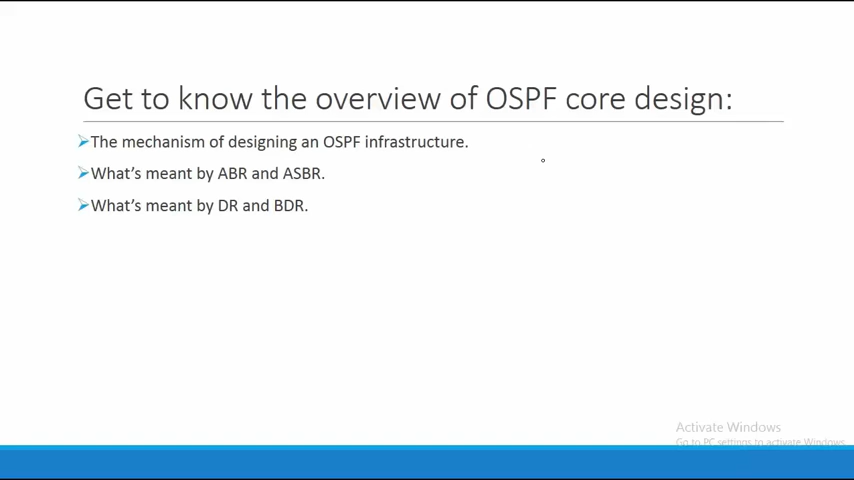 Get to know the overview of OSPF core design:
The mechanism of designing an OSPF infrastructure.
What's meant by ABR and ASBR.
What's meant by DR and BDR.
Activate Windows
Go to PC settings to activate Windows.